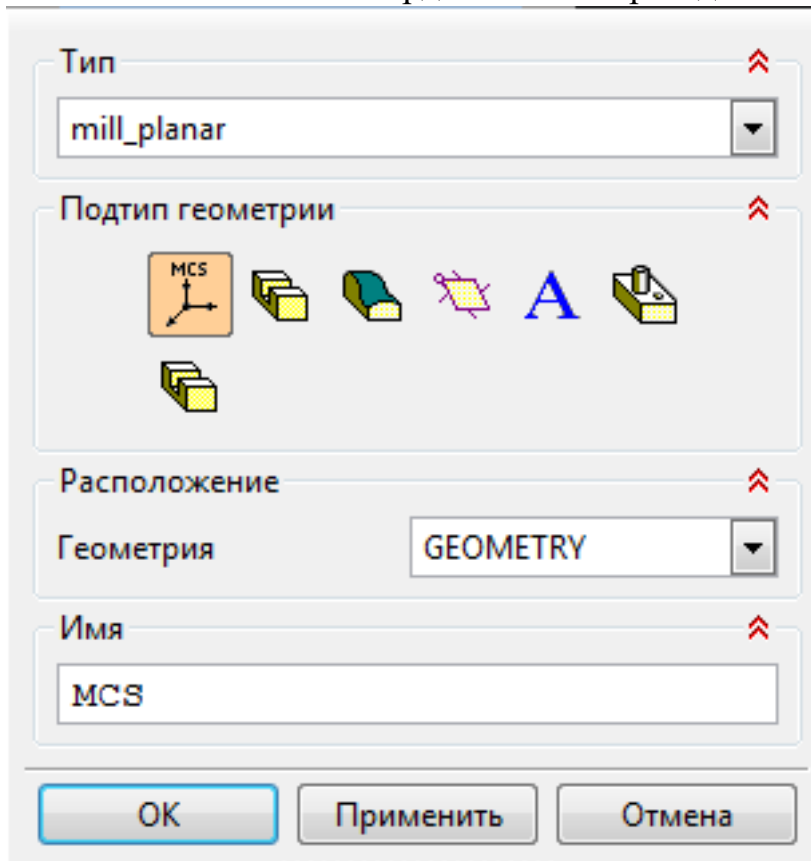 Тип
mill_planar
Подтип геометрии
MCS
A
Расположение
Геометрия GEOMETRY
Имя
MCS
OK Применить Отмена